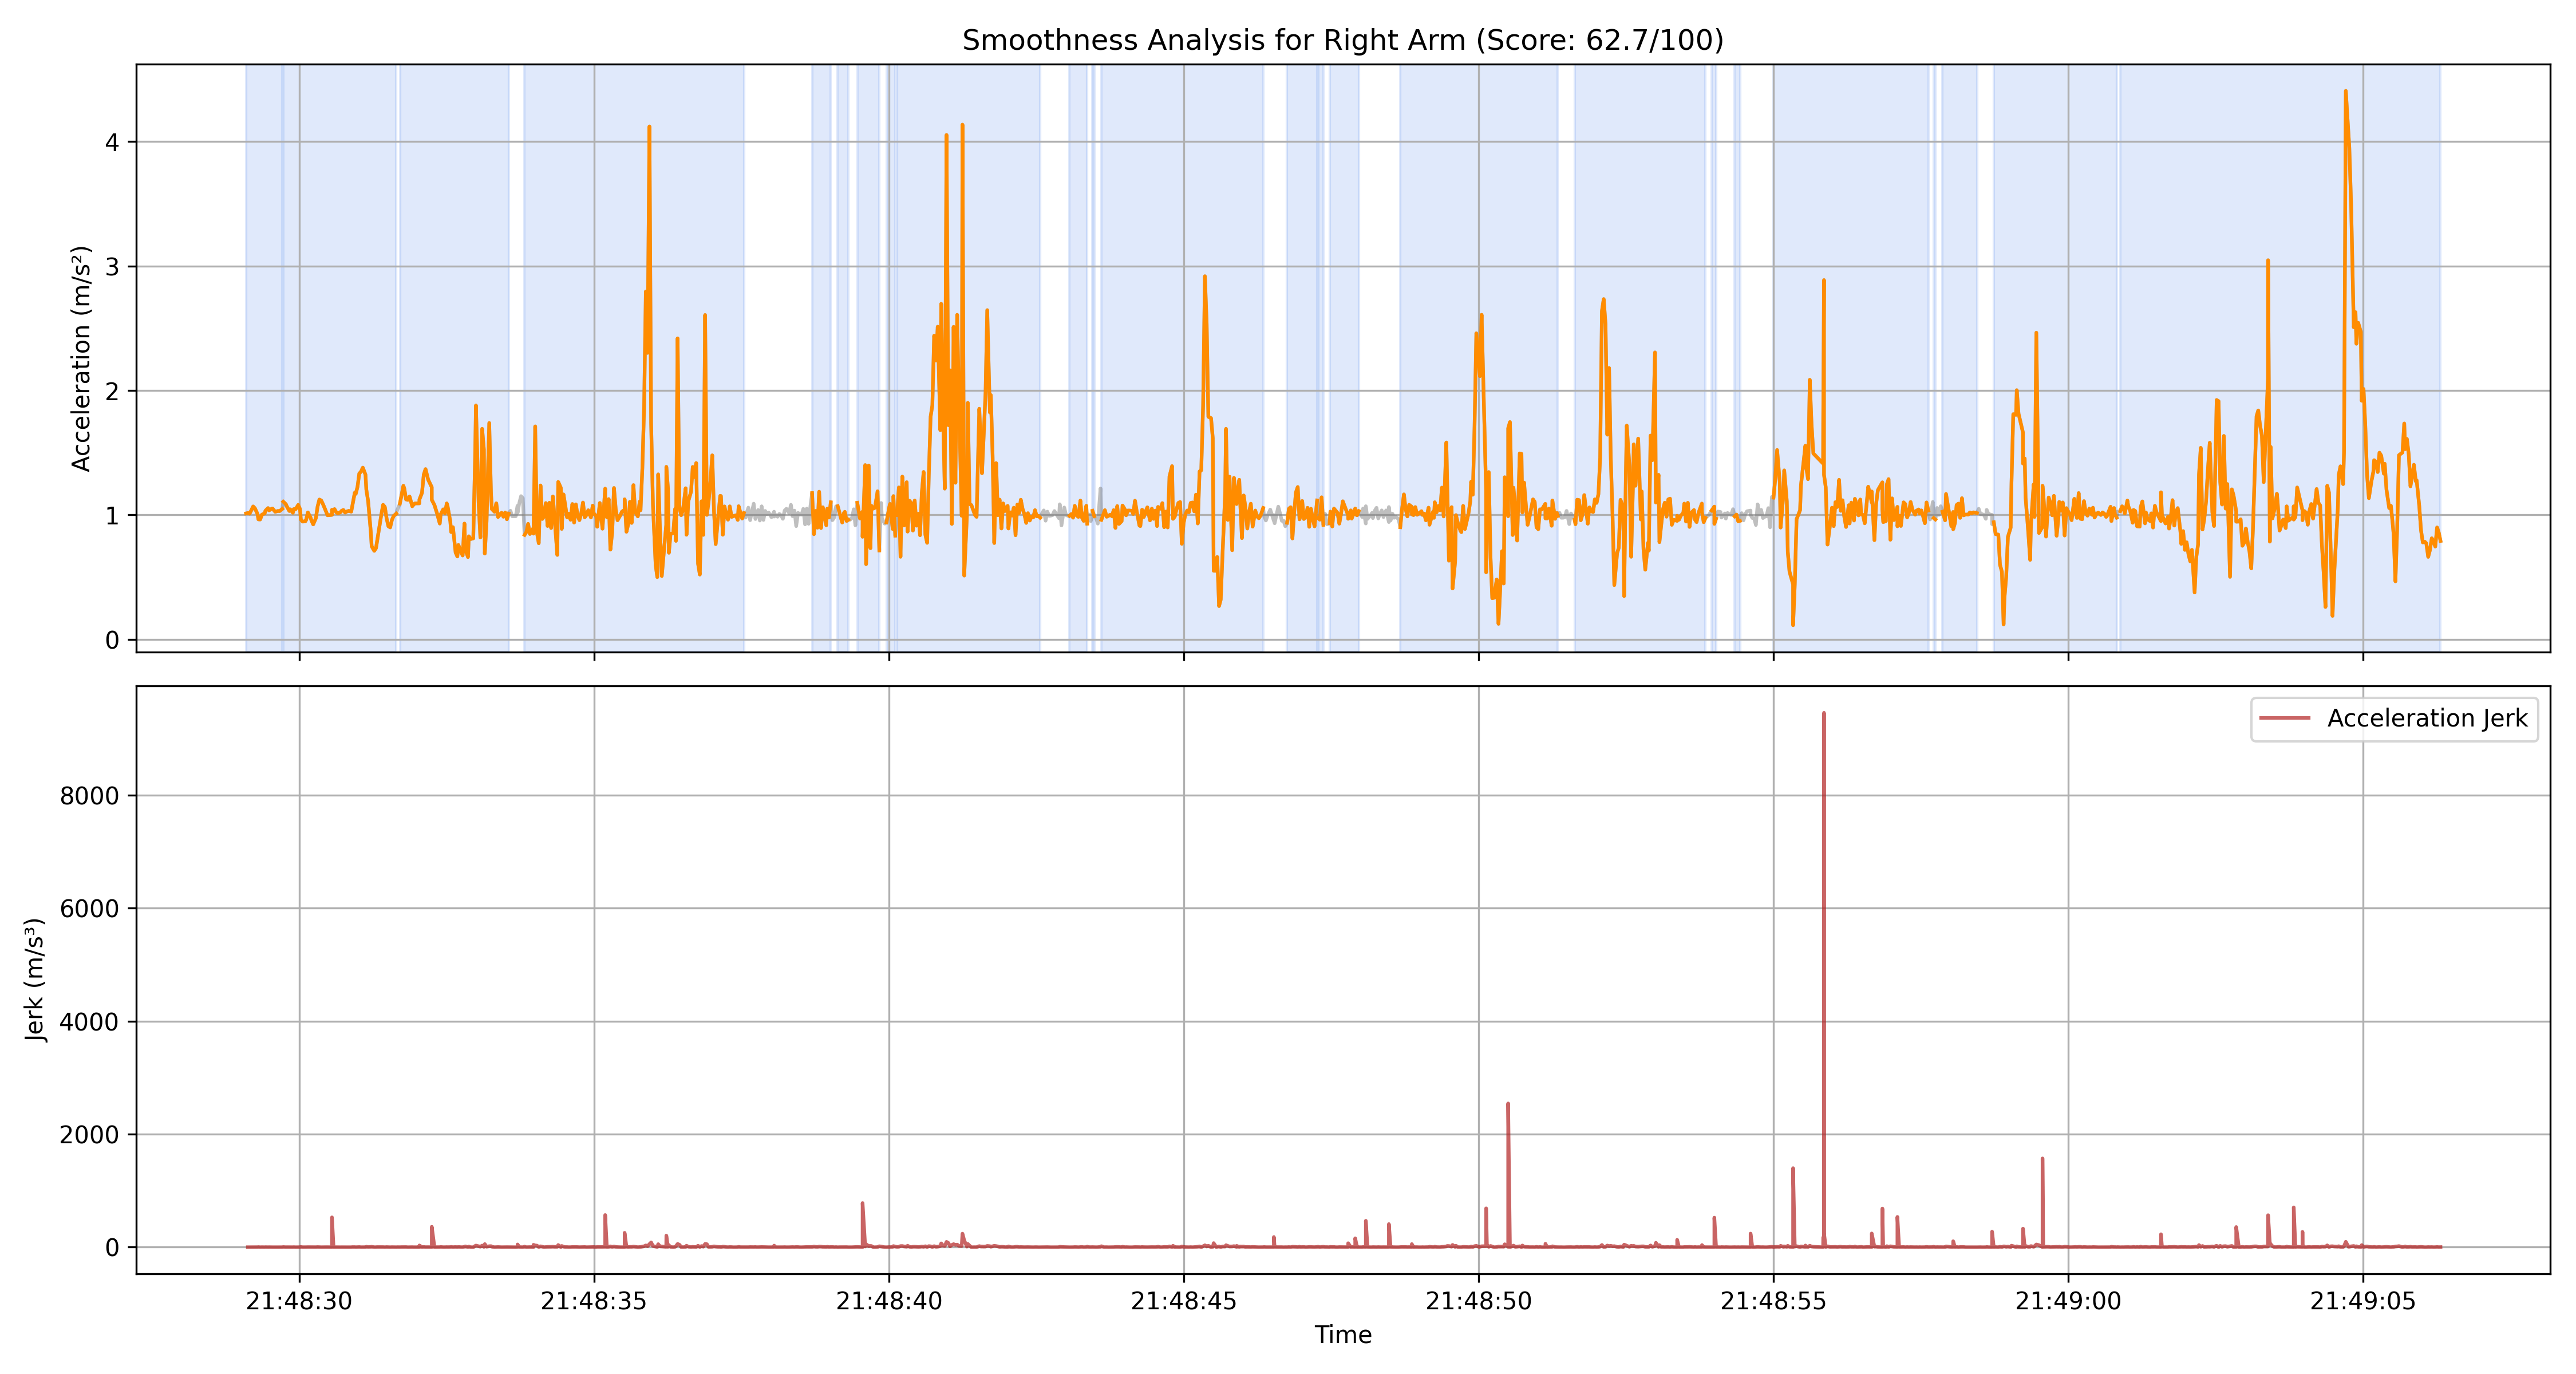 Smoothness Analysis for Right Arm (Score: 62.7/100)
Acceleration (m/s²)
4
3
2
1
0
Acceleration Jerk
Jerk (m/s³)
8000
6000
4000
2000
0
21:48:30 21:48:35 21:48:40 21:48:45 21:48:50 21:48:55 21:49:00 21:49:05
Time